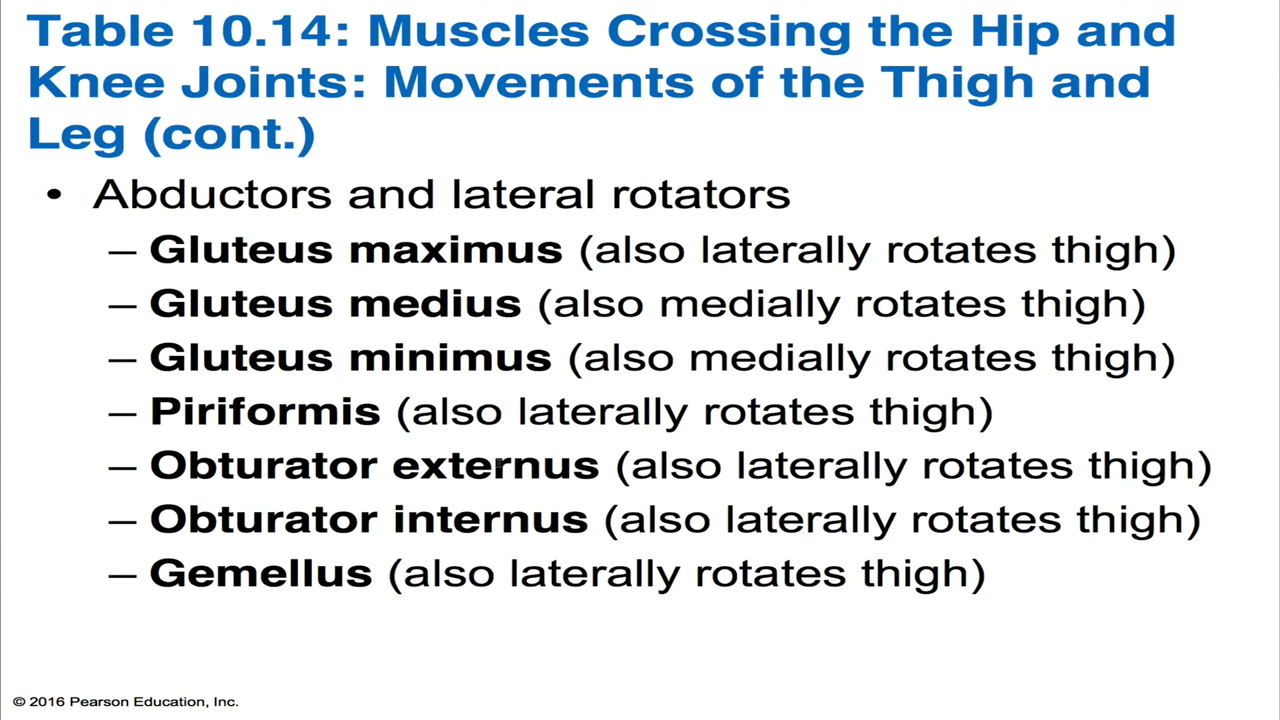 Table 10.14: Muscles Crossing the Hip and
Knee Joints: Movements of the Thigh and
Leg (cont.)
• Abductors and lateral rotators
– Gluteus maximus (also laterally rotates thigh)
– Gluteus medius (also medially rotates thigh)
– Gluteus minimus (also medially rotates thigh)
– Piriformis (also laterally rotates thigh)
– Obturator externus (also laterally rotates thigh)
– Obturator internus (also laterally rotates thigh)
– Gemellus (also laterally rotates thigh)
© 2016 Pearson Education, Inc.